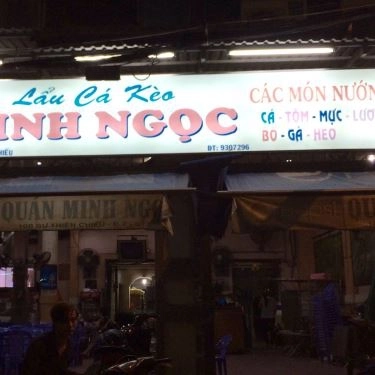 Lẩu Cá Kèo
INH NGỌC
ĐT: 9307296
CÁC MÓN NƯỚN
CÁ - TÔM - MỰC - LƯƠ
BÒ - GÀ - HEO
QUÁN MINH NG